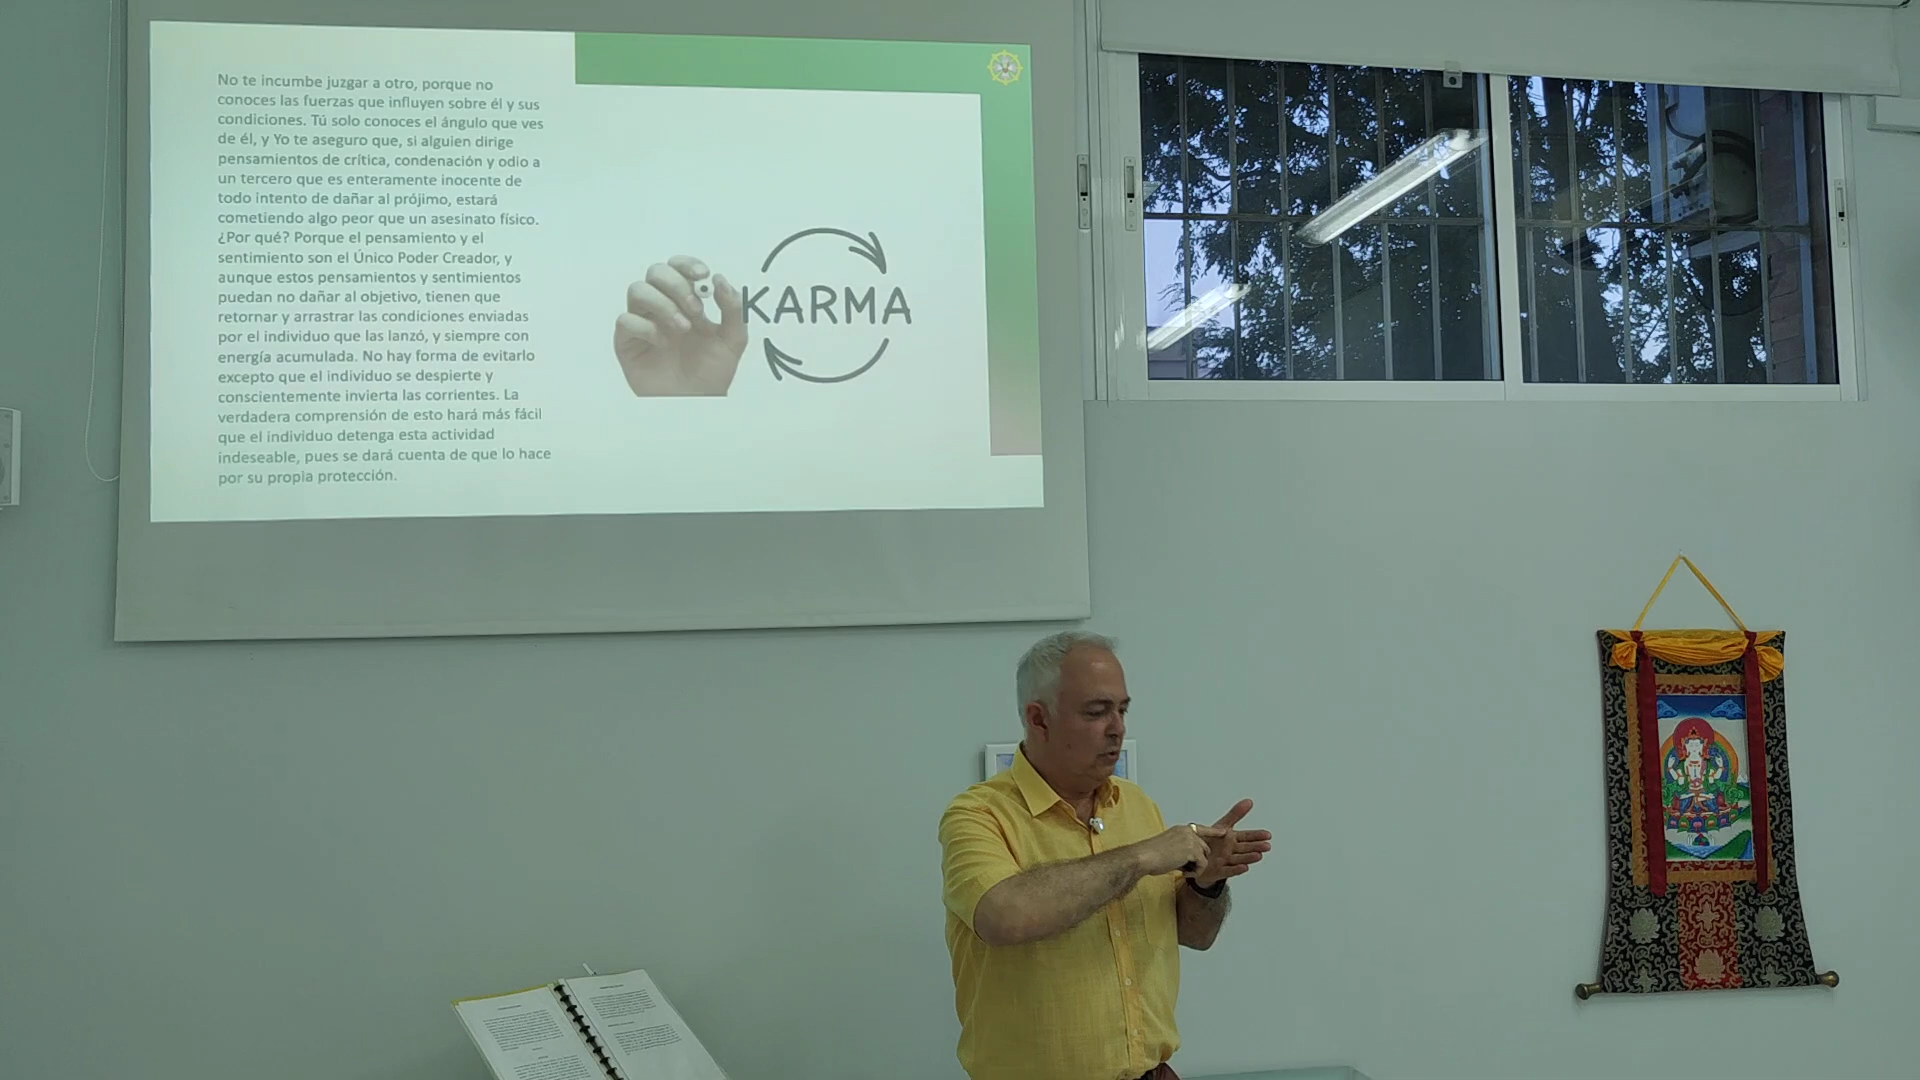 No te incumbe juzgar a otro, porque no
conoces las fuerzas que influyen sobre él y sus
condiciones. Tú solo conoces el ángulo que ves
de él, y Yo te aseguro que, si alguien dirige
pensamientos de crítica, condenación y odio a
un tercero que es enteramente inocente de
todo intento de dañar al prójimo, estará
cometiendo algo peor que un asesinato físico.
¿Por qué? Porque el pensamiento y el
sentimiento son el Único Poder Creador, y
aunque estos pensamientos y sentimientos
puedan no dañar al objetivo, tienen que
retornar y arrastrar las condiciones enviadas
por el individuo que las lanzó, y siempre con
energía acumulada. No hay forma de evitarlo
excepto que el individuo se despierte y
conscientemente invierta las corrientes. La
verdadera comprensión de esto hará más fácil
que el individuo detenga esta actividad
indeseable, pues se dará cuenta de que lo hace
por su propia protección.
KARMA